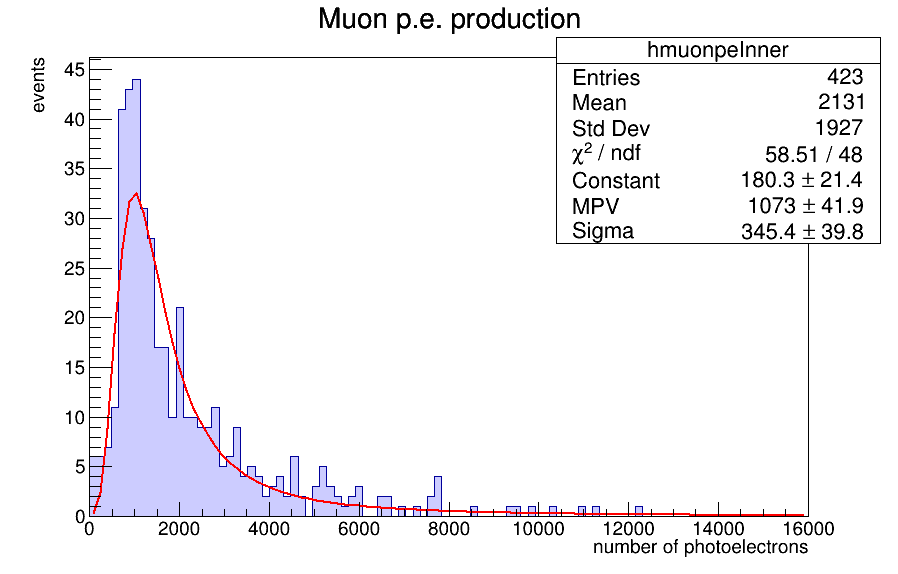 Muon p.e. production
hmuonpeInner
Entries 423
Mean 2131
Std Dev 1927
χ² / ndf 58.51 / 48
Constant 180.3 ± 21.4
MPV 1073 ± 41.9
Sigma 345.4 ± 39.8
events
45
40
35
30
25
20
15
10
5
0
0 2000 4000 6000 8000 10000 12000 14000 16000
number of photoelectrons